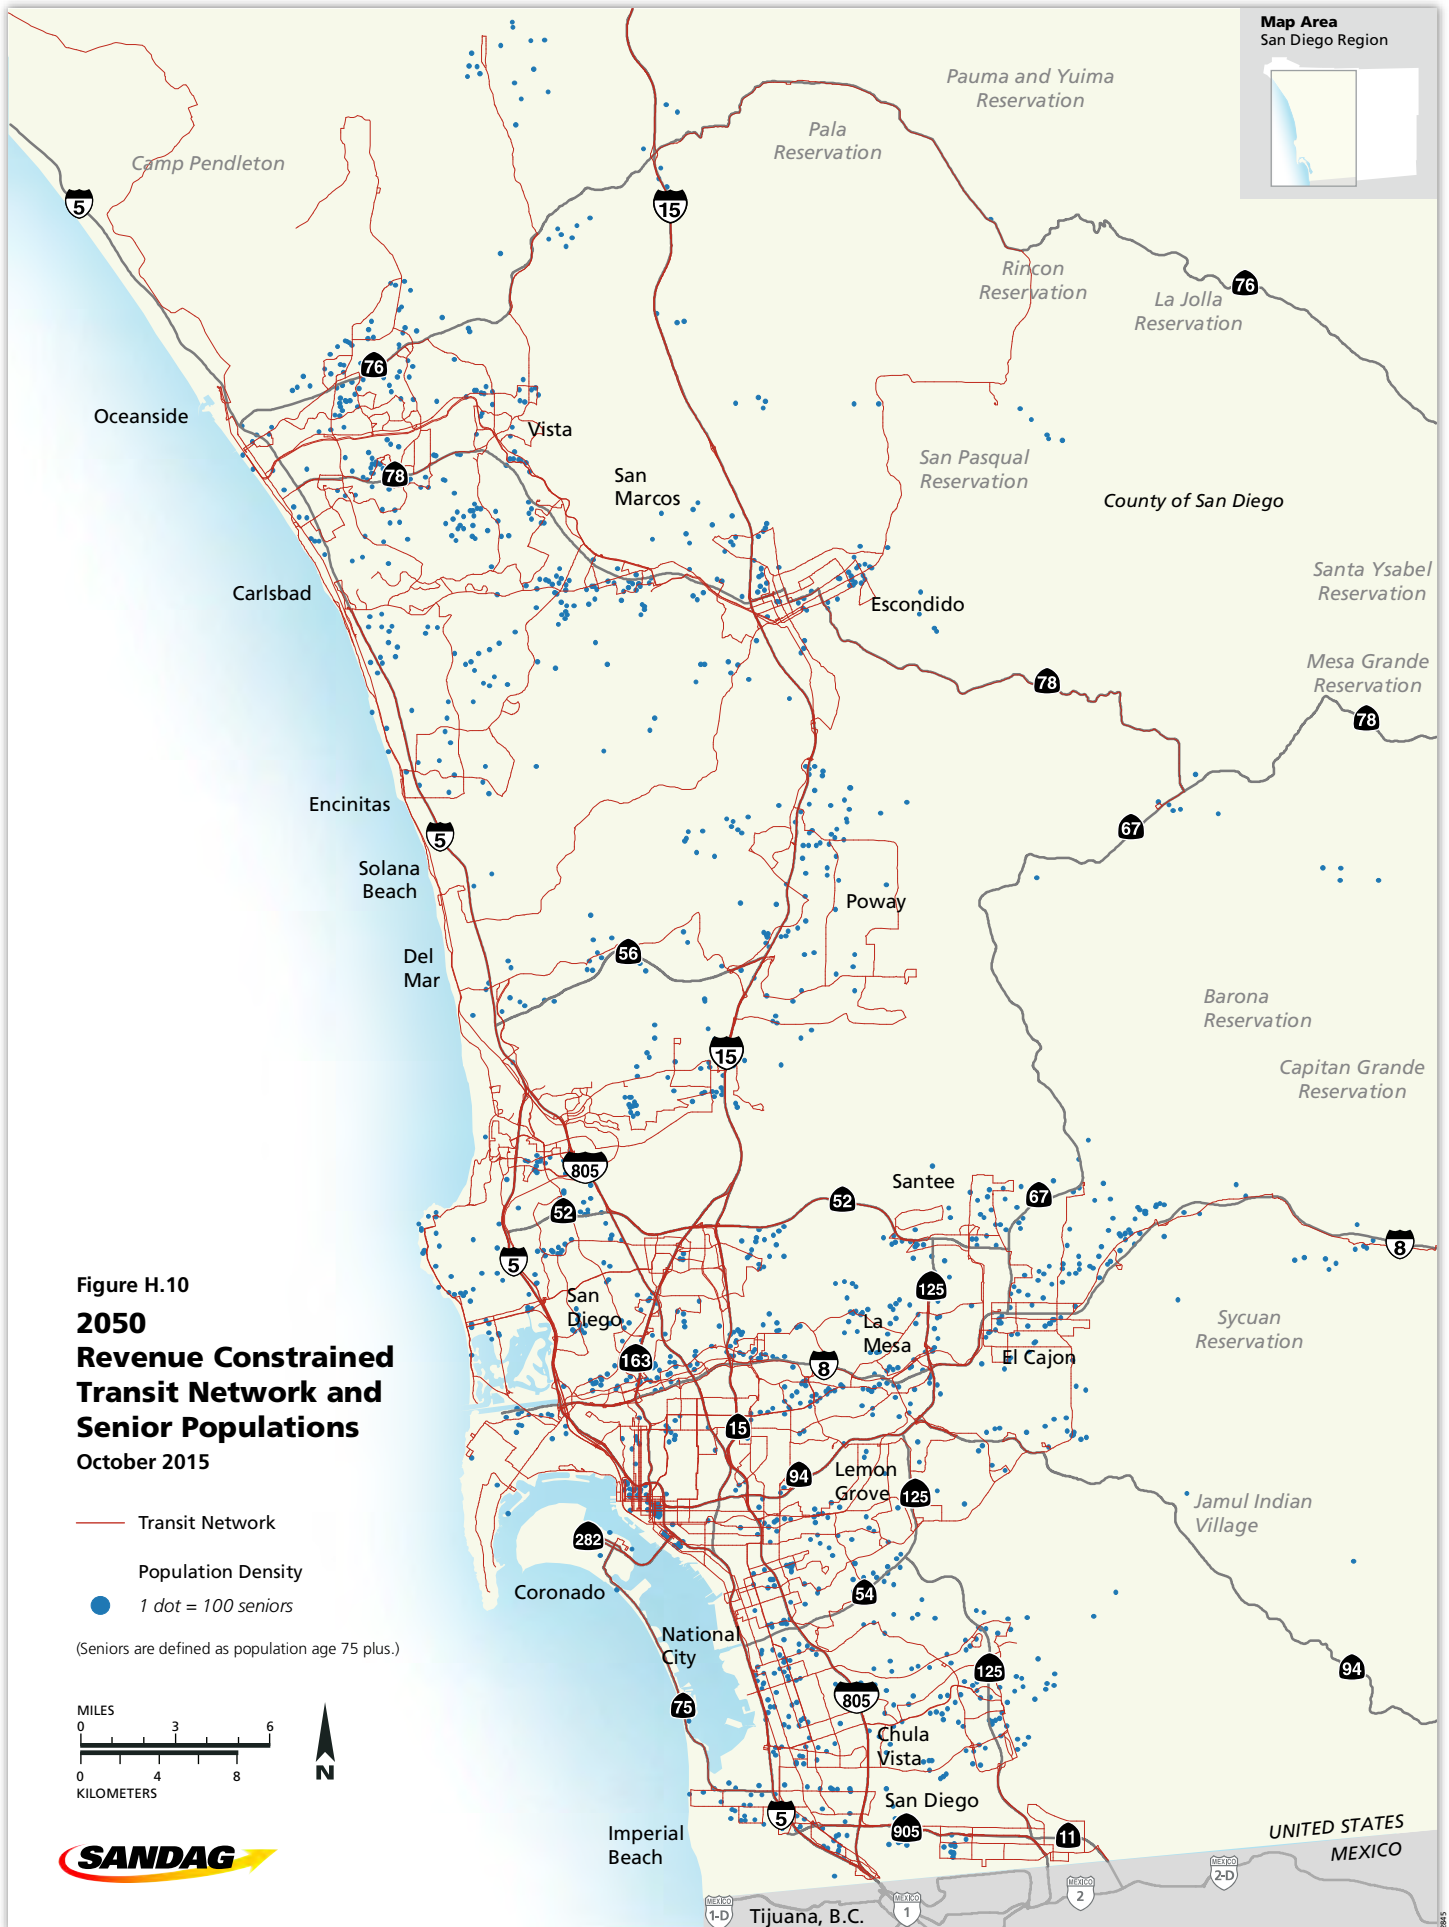 Map Area
San Diego Region
Pauma and Yuima
Reservation
Pala
Reservation
Camp Pendleton
5
15
Rincon
Reservation
La Jolla
Reservation
76
76
Oceanside
Vista
San
Marcos
San Pasqual
Reservation
78
County of San Diego
Santa Ysabel
Reservation
Carlsbad
Escondido
Mesa Grande
Reservation
78
78
Encinitas
5
67
Solana
Beach
Poway
56
Del
Mar
Barona
Reservation
15
Capitan Grande
Reservation
805
Santee
67
52
52
5
8
125
San
Diego
La
Mesa
Sycuan
Reservation
163
8
El Cajon
15
94
Lemon
Grove
125
Jamul Indian
Village
282
Coronado
54
National
City
125
94
75
805
Chula
Vista
San Diego
5
905
11
Imperial
Beach
UNITED STATES
MEXICO
MEXICO
1-D
Tijuana, B.C.
MEXICO
1
MEXICO
2
MEXICO
2-D
Figure H.10
2050
Revenue Constrained
Transit Network and
Senior Populations
October 2015
Transit Network
Population Density
1 dot = 100 seniors
(Seniors are defined as population age 75 plus.)
MILES
0 3 6
0 4 8
KILOMETERS
N
SANDAG